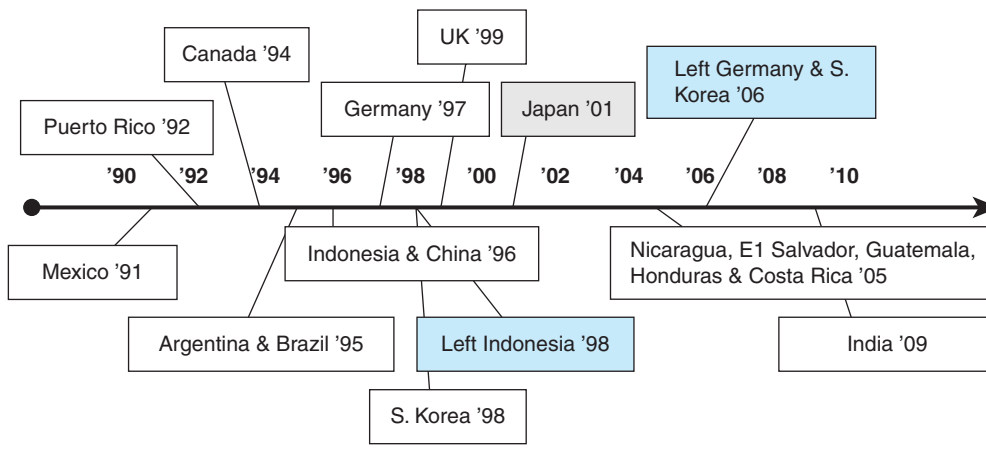 UK ’99
Canada ’94
Left Germany & S.
Korea ’06
Germany ’97
Japan ’01
Puerto Rico ’92
’90 ’92 ’94 ’96 ’98 ’00 ’02 ’04 ’06 ’08 ’10
Mexico ’91
Indonesia & China ’96
Nicaragua, E1 Salvador, Guatemala,
Honduras & Costa Rica ’05
Argentina & Brazil ’95
Left Indonesia ’98
India ’09
S. Korea ’98